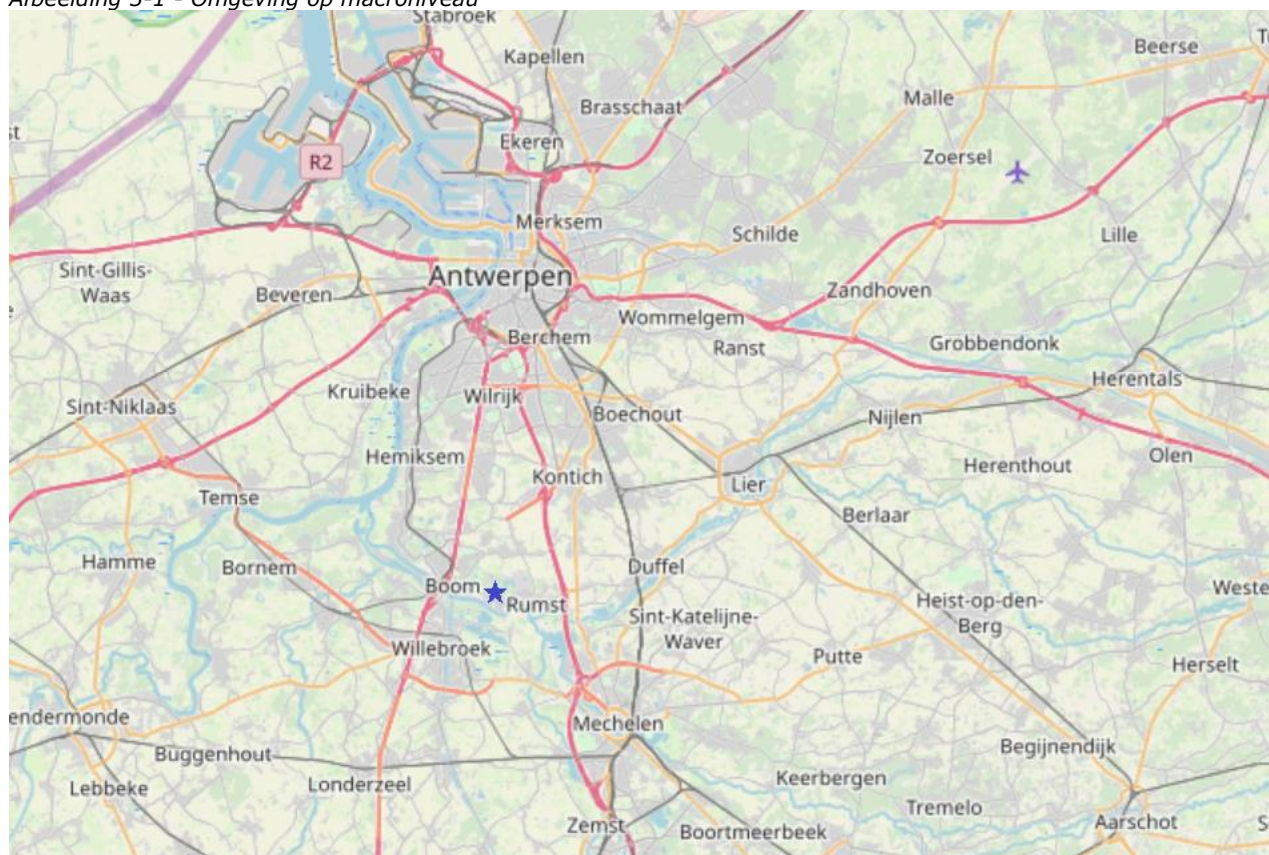 Afbeelding 3-1 - Omgeving op macroniveau
Stabroek
Kapellen
Beerse
Brasschaat
Malle
Ekeren
Zoersel
R2
Merksem
Schilde
Lille
Sint-Gillis-
Waas
Antwerpen
Beveren
Zandhoven
Wommelgem
Berchem
Ranst
Grobbendonk
Herentals
Kruibeke
Wilrijk
Sint-Niklaas
Boechout
Nijlen
Hemiksem
Olen
Herenthout
Kontich
Lier
Temse
Berlaar
Hamme
Bornem
Duffel
Boom
Rumst
Weste
Heist-op-den-
Berg
Sint-Katelijne-
Waver
Willebroek
Putte
Herselt
endermonde
Mechelen
Buggenhout
Begijnendijk
Lebbeke
Londerzeel
Keerbergen
Tremelo
Zemst
Boortmeerbeek
Aarschot